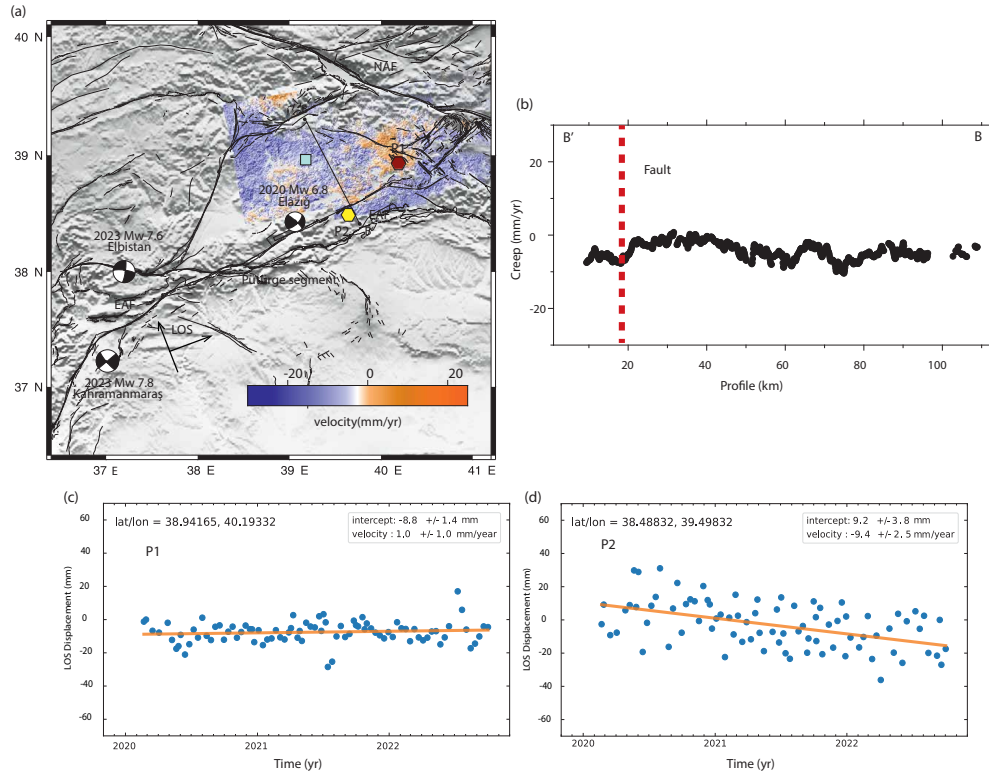 (a)
40 N
39 N
38 N
37 N
37 E
38 E
39 E
40 E
41 E
NAF
P1
2020 Mw 6.8
Elazig
EAF
P2
2023 Mw 7.6
Elbistan
Puturge segment
EAF
LOS
2023 Mw 7.8
Kahramanmaras
-20
0
20
velocity(mm/yr)
(b)
B'
B
Fault
20
0
-20
Creep (mm/yr)
20
40
60
80
100
Profile (km)
(c)
lat/lon = 38.94165, 40.19332
intercept: -8.8 +/- 1.4 mm
velocity : 1.0 +/- 1.0 mm/year
P1
60
40
20
0
-20
-40
-60
LOS Displacement (mm)
2020
2021
2022
Time (yr)
(d)
lat/lon = 38.48832, 39.49832
intercept: 9.2 +/- 3.8 mm
velocity : -9.4 +/- 2.5 mm/year
P2
60
40
20
0
-20
-40
-60
LOS Displacement (mm)
2020
2021
2022
Time (yr)